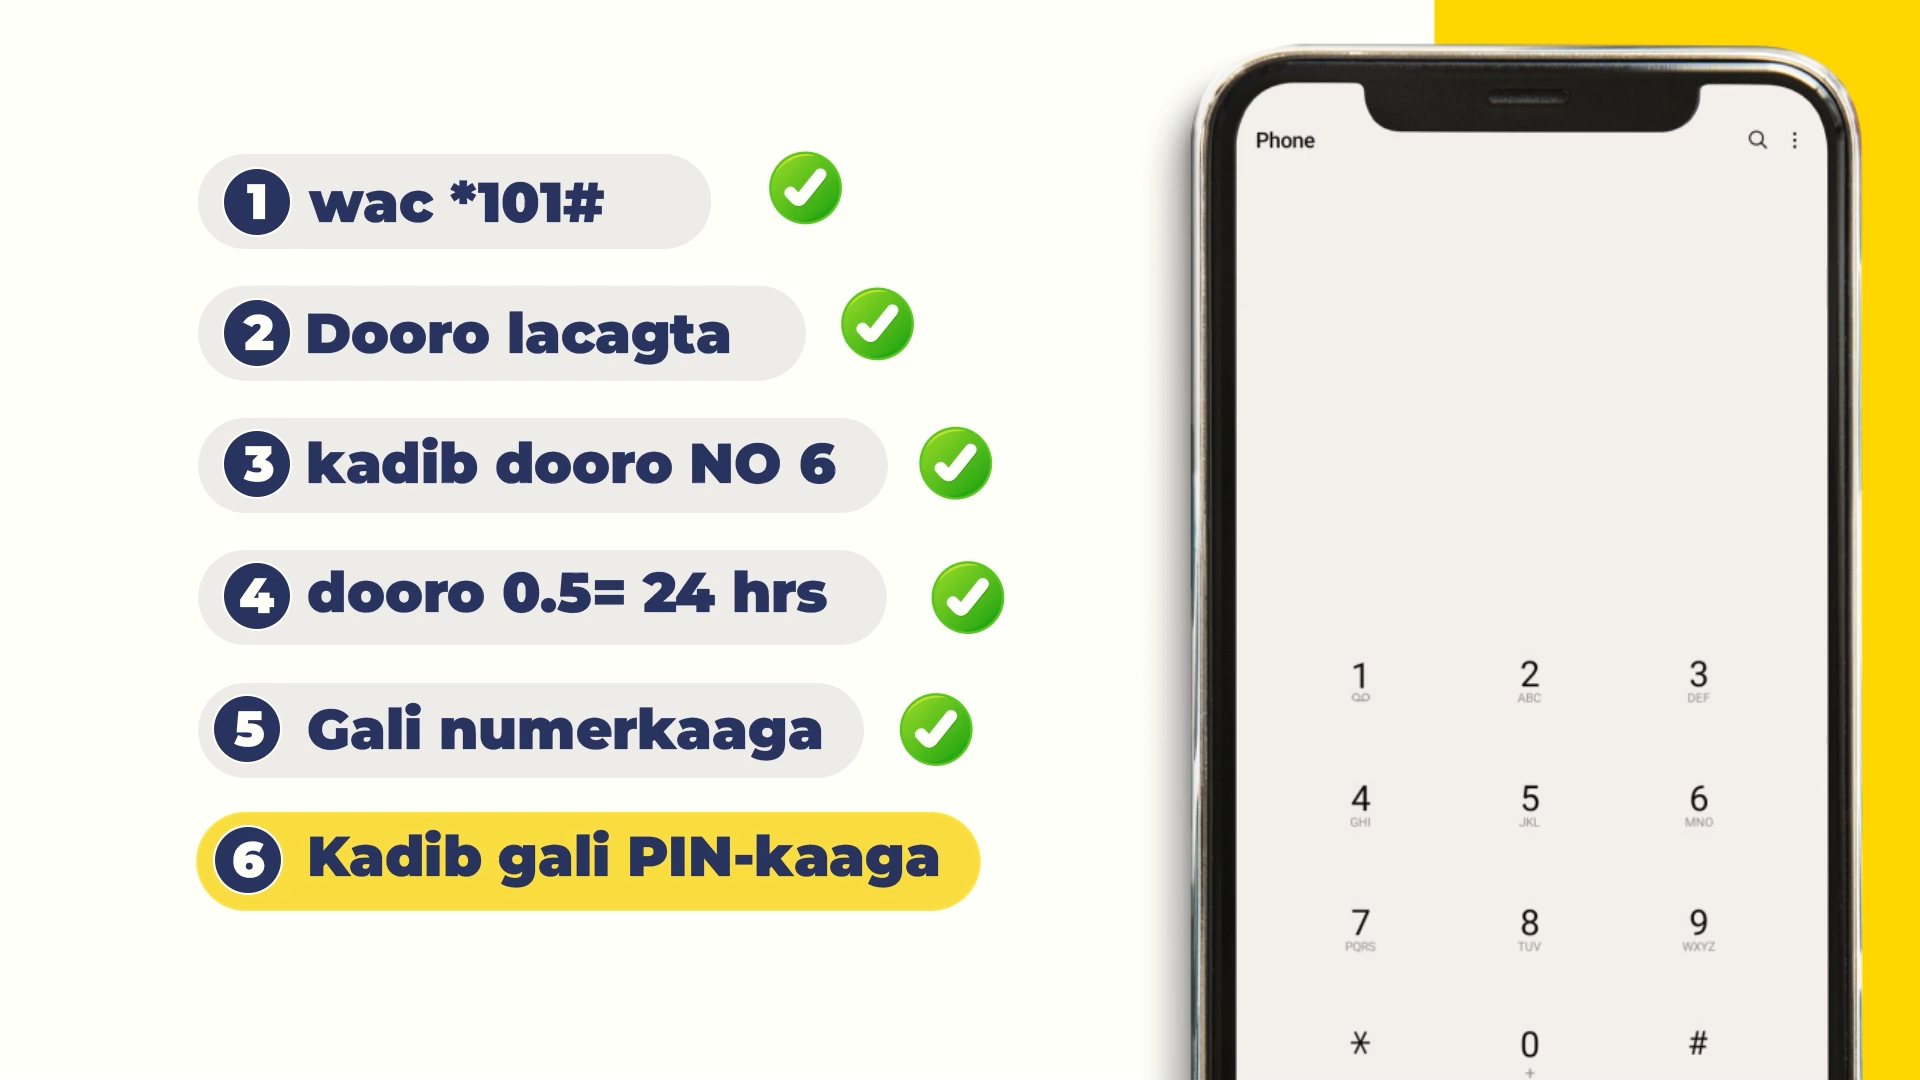 1 wac *101#
2 Dooro lacagta
3 kadib dooro NO 6
4 dooro 0.5= 24 hrs
5 Gali numerkaaga
6 Kadib gali PIN-kaaga
Phone
1 2 3
ABC DEF
4 5 6
GHI JKL MNO
7 8 9
PQRS TUV WXYZ
* 0 #
+